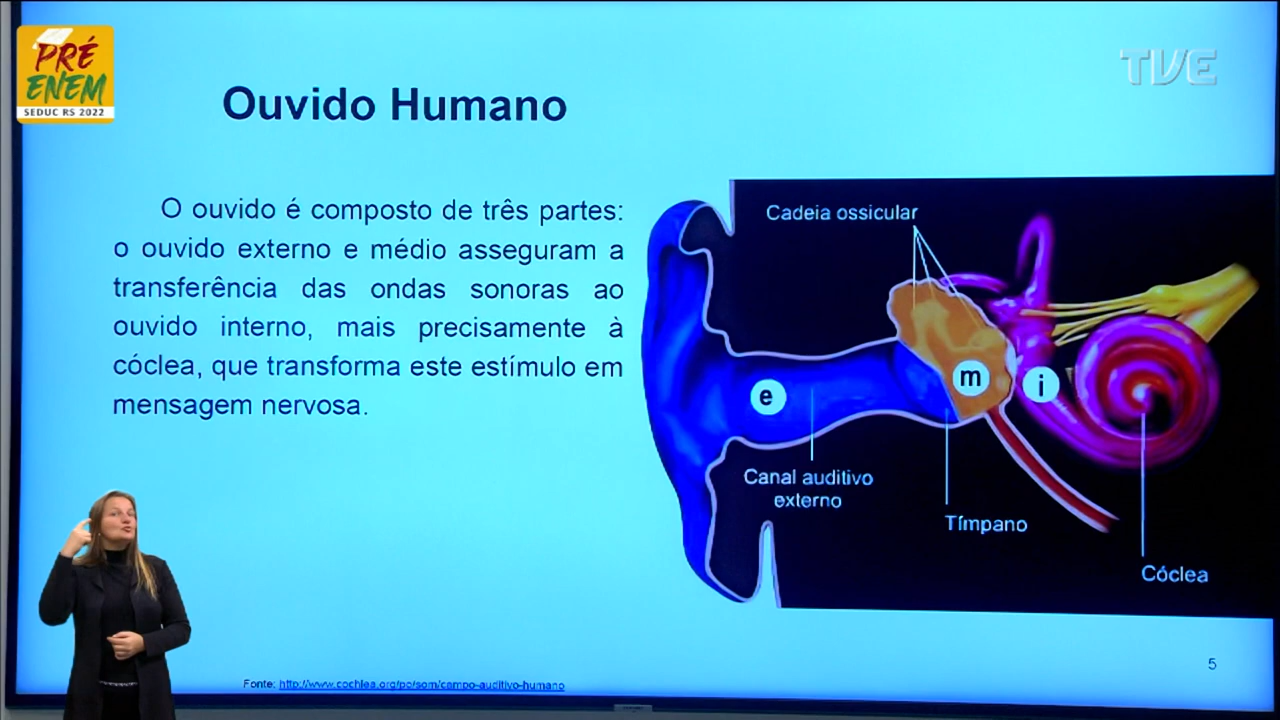 PRÉ
ENEM
SEDUC RS 2022
TVE
Ouvido Humano
O ouvido é composto de três partes:
o ouvido externo e médio asseguram a
transferência das ondas sonoras ao
ouvido interno, mais precisamente à
cóclea, que transforma este estímulo em
mensagem nervosa.
Cadeia ossicular
e
m
i
Canal auditivo
externo
Tímpano
Cóclea
5
Fonte: http://www.cochlea.org/po/som/campo-auditivo-humano